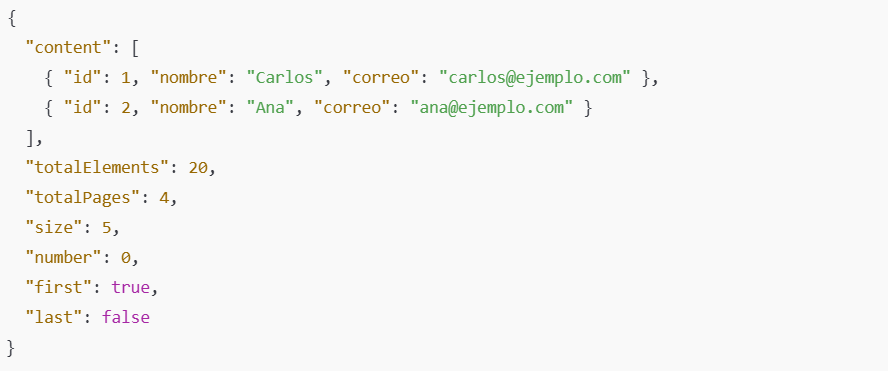 {
  "content": [
    { "id": 1, "nombre": "Carlos", "correo": "carlos@ejemplo.com" },
    { "id": 2, "nombre": "Ana", "correo": "ana@ejemplo.com" }
  ],
  "totalElements": 20,
  "totalPages": 4,
  "size": 5,
  "number": 0,
  "first": true,
  "last": false
}